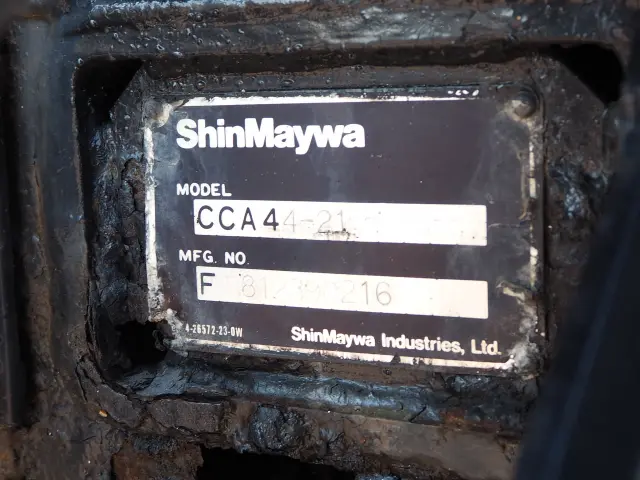 ShinMaywa
MODEL
CCA44-21
MFG. NO.
F
4-26572-23-0W
ShinMaywa Industries, Ltd.